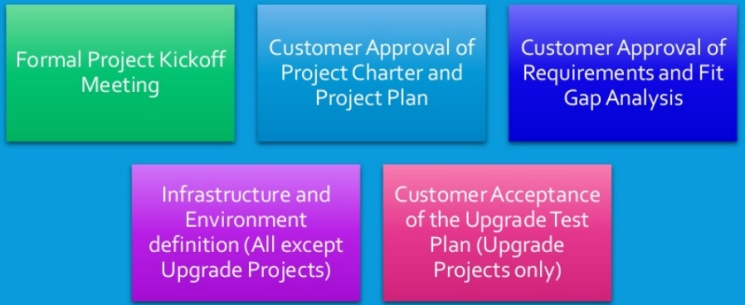 Formal Project Kickoff
Meeting
Customer Approval of
Project Charter and
Project Plan
Customer Approval of
Requirements and Fit
Gap Analysis
Infrastructure and
Environment
definition (All except
Upgrade Projects)
Customer Acceptance
of the Upgrade Test
Plan (Upgrade
Projects only)